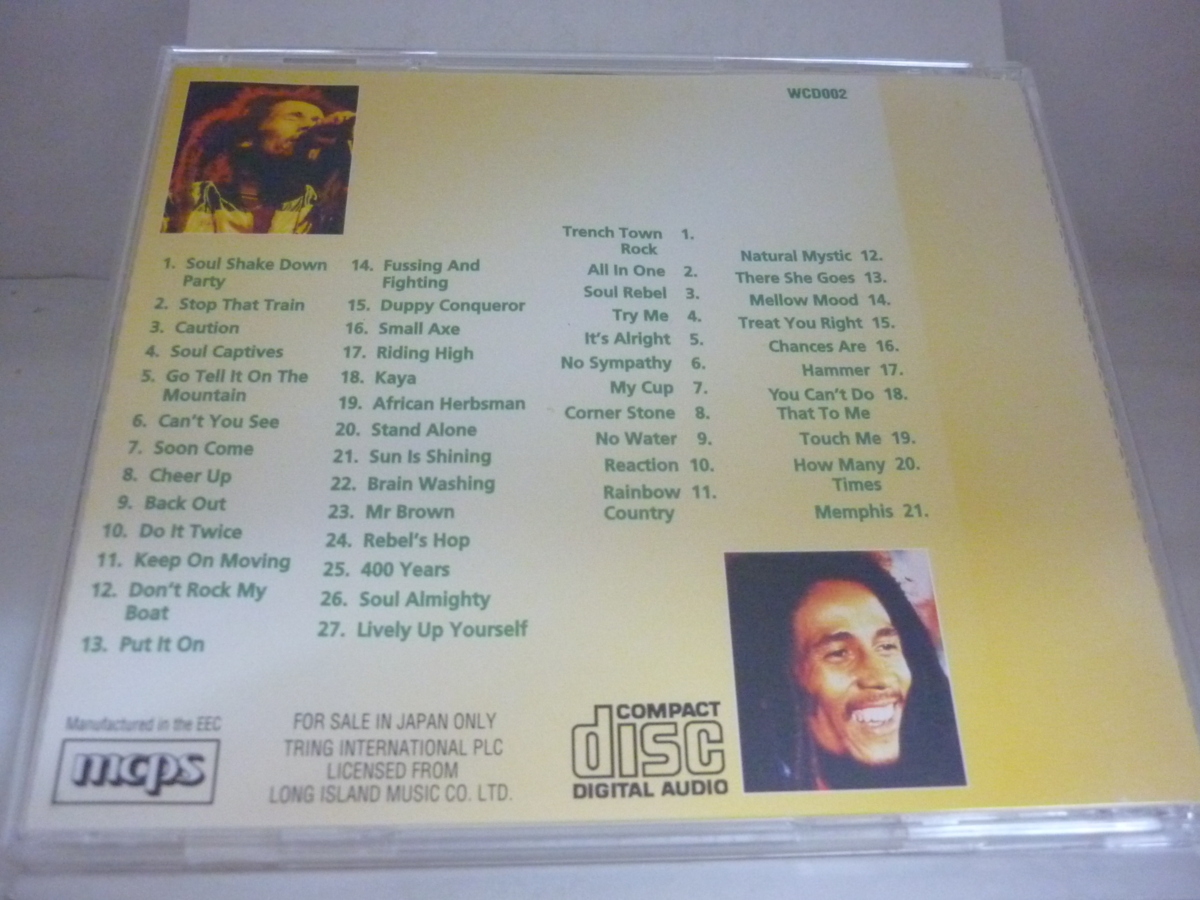 WCD002
1. Soul Shake Down
Party
2. Stop That Train
3. Caution
4. Soul Captives
5. Go Tell It On The
Mountain
6. Can't You See
7. Soon Come
8. Cheer Up
9. Back Out
10. Do It Twice
11. Keep On Moving
12. Don't Rock My
Boat
13. Put It On
14. Fussing And
Fighting
15. Duppy Conqueror
16. Small Axe
17. Riding High
18. Kaya
19. African Herbsman
20. Stand Alone
21. Sun Is Shining
22. Brain Washing
23. Mr Brown
24. Rebel's Hop
25. 400 Years
26. Soul Almighty
27. Lively Up Yourself
Trench Town 1.
Rock
All In One 2.
Soul Rebel 3.
Try Me 4.
It's Alright 5.
No Sympathy 6.
My Cup 7.
Corner Stone 8.
No Water 9.
Reaction 10.
Rainbow 11.
Country
Natural Mystic 12.
There She Goes 13.
Mellow Mood 14.
Treat You Right 15.
Chances Are 16.
Hammer 17.
You Can't Do 18.
That To Me
Touch Me 19.
How Many 20.
Times
Memphis 21.
Manufactured in the EEC
mcps
FOR SALE IN JAPAN ONLY
TRING INTERNATIONAL PLC
LICENSED FROM
LONG ISLAND MUSIC CO. LTD.
COMPACT
disc
DIGITAL AUDIO